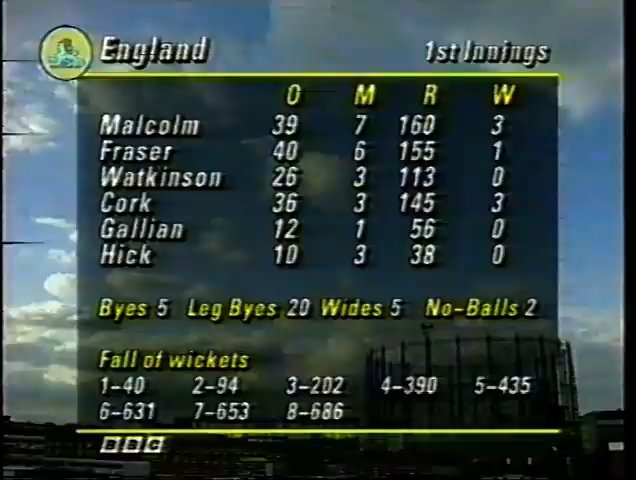 England 1st Innings
O M R W
Malcolm 39 7 160 3
Fraser 40 6 155 1
Watkinson 26 3 113 0
Cork 36 3 145 3
Gallian 12 1 56 0
Hick 10 3 38 0
Byes 5 Leg Byes 20 Wides 5 No-Balls 2
Fall of wickets
1-40 2-94 3-202 4-390 5-435
6-631 7-653 8-686
BBC